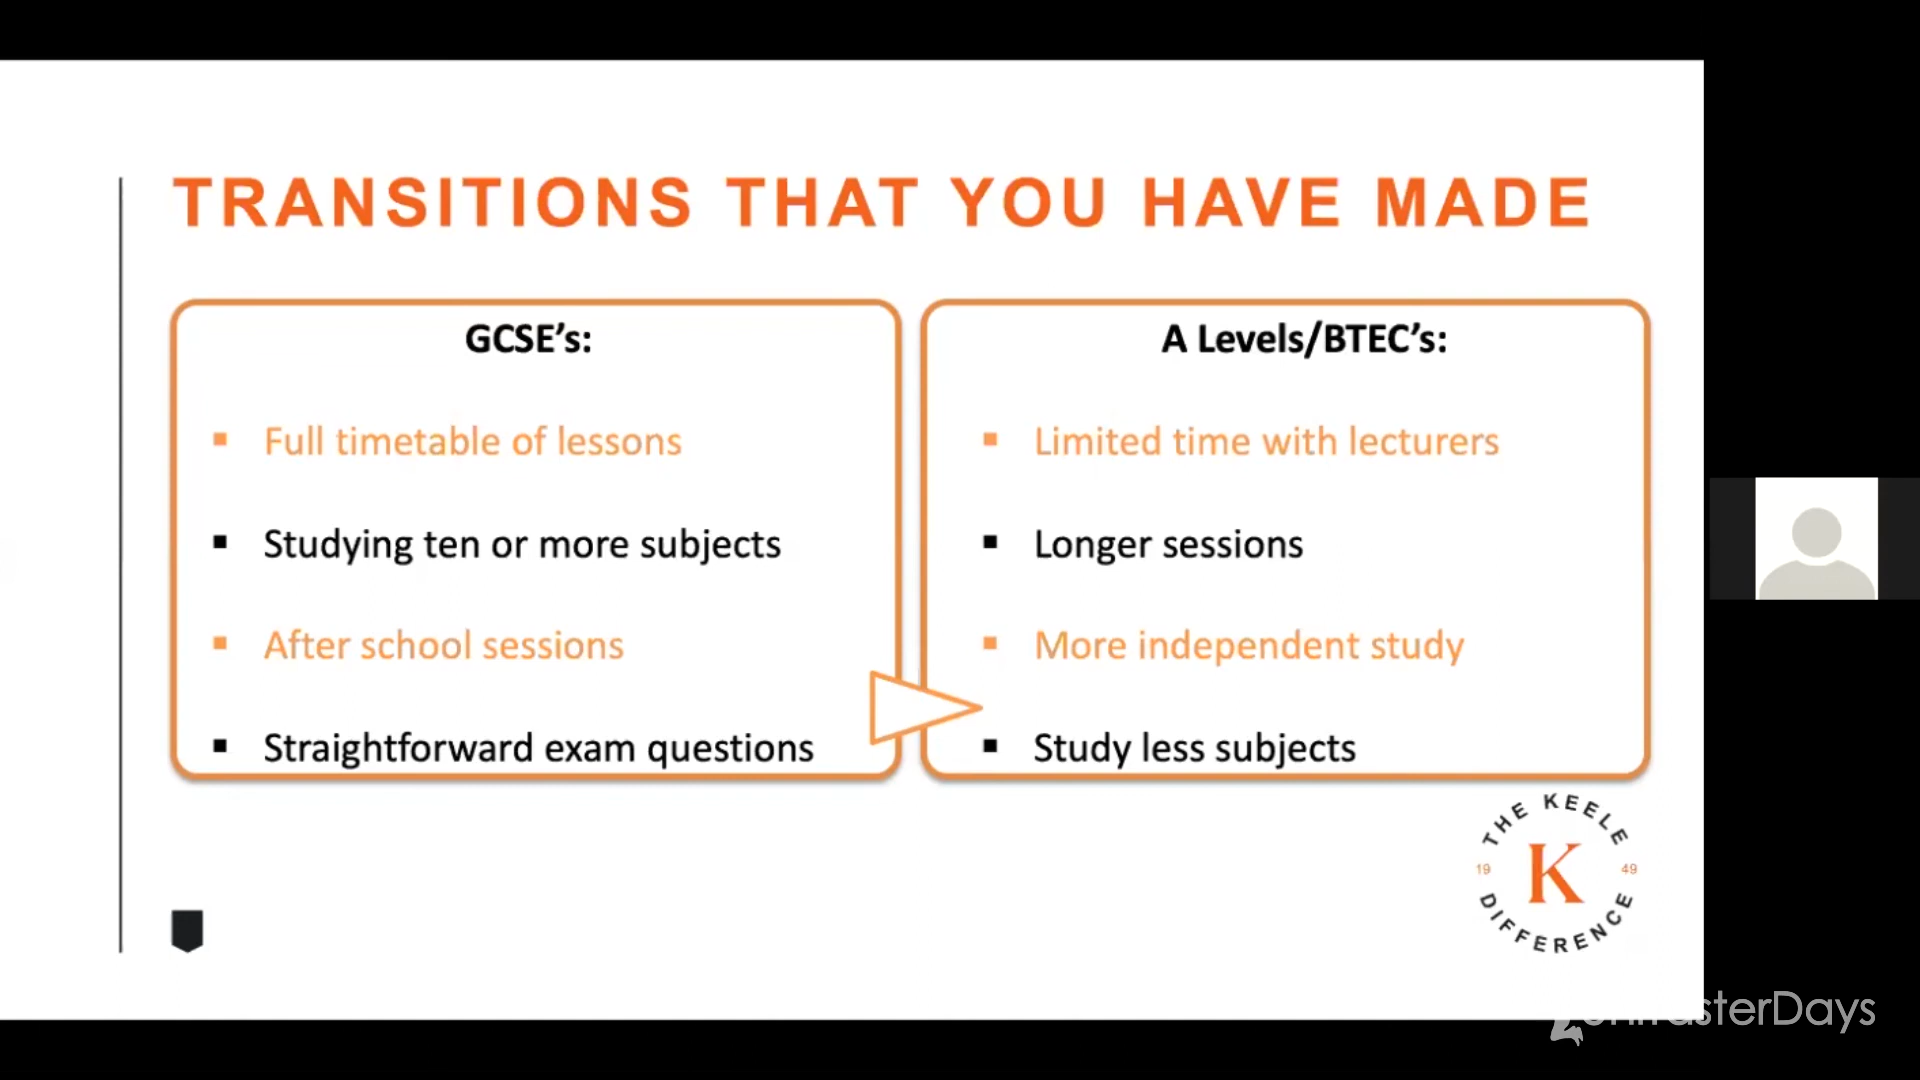 TRANSITIONS THAT YOU HAVE MADE
GCSE’s:
▪ Full timetable of lessons
▪ Studying ten or more subjects
▪ After school sessions
▪ Straightforward exam questions
A Levels/BTEC’s:
▪ Limited time with lecturers
▪ Longer sessions
▪ More independent study
▪ Study less subjects
THE KEELE
19 K 49
DIFFERENCE